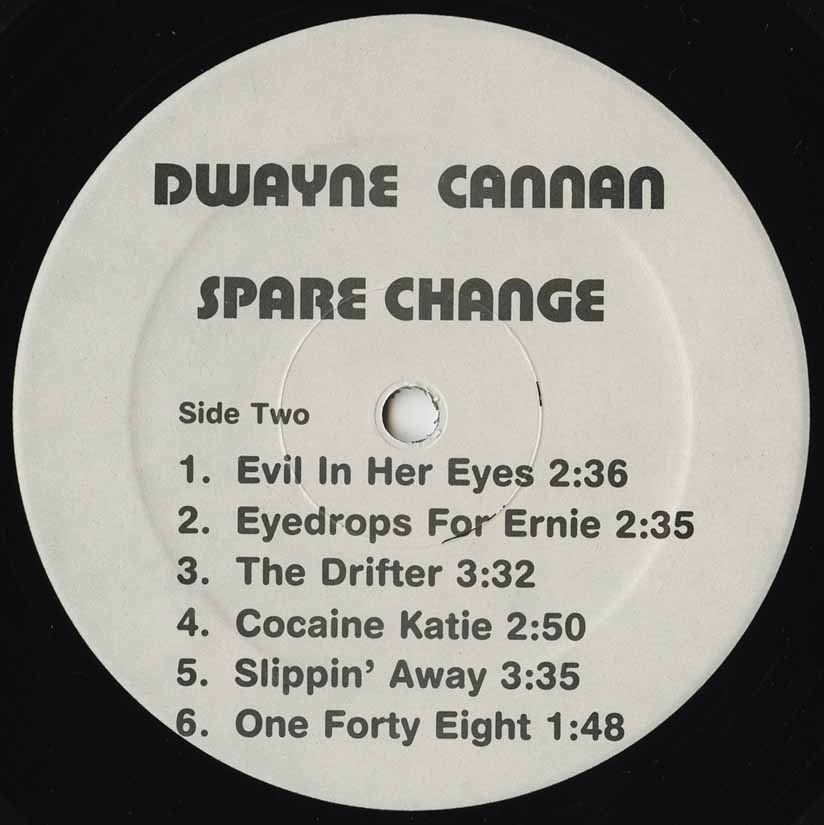 DWAYNE CANNAN
SPARE CHANGE
Side Two
1. Evil In Her Eyes 2:36
2. Eyedrops For Ernie 2:35
3. The Drifter 3:32
4. Cocaine Katie 2:50
5. Slippin' Away 3:35
6. One Forty Eight 1:48